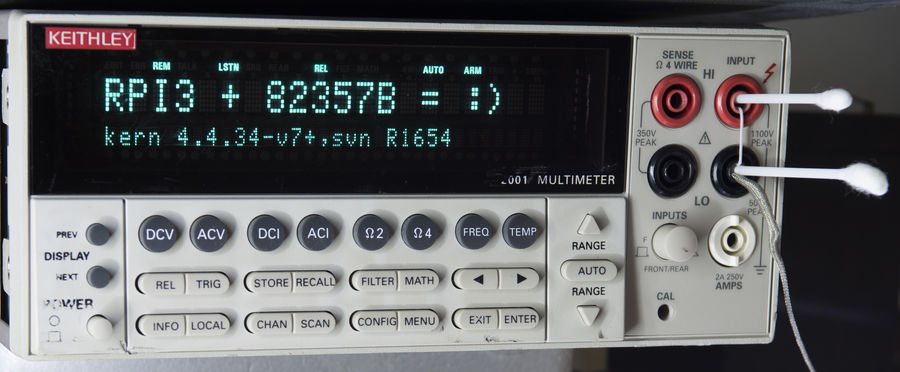 KEITHLEY
REM LSTN REL AUTO ARM
RPI3 + 82357B = :)
kern 4.4.34-v7+,svn R1654
2001 MULTIMETER
SENSE
Ω 4 WIRE
INPUT
HI
350V
PEAK
1100V
PEAK
LO
INPUTS
F
R
FRONT/REAR
2A 250V
AMPS
CAL
PREV
DISPLAY
NEXT
POWER
DCV ACV DCI ACI Ω 2 Ω 4 FREQ TEMP
REL TRIG STORE RECALL FILTER MATH
INFO LOCAL CHAN SCAN CONFIG MENU EXIT ENTER
RANGE
AUTO
RANGE